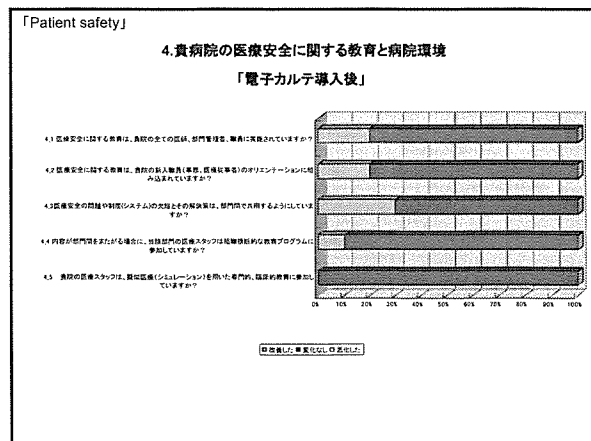 「Patient safety」
4.貴病院の医療安全に関する教育と病院環境
「電子カルテ導入後」
4.1 医療安全に関する教育は、貴院の全ての医師、部門管理者、職員に実施されていますか?
4.2 医療安全に関する教育は、貴院の新入職員(事務、医療従事者)のオリエンテーションに組
み込まれていますか?
4.3医療安全の問題や制度(システム)の欠陥とその解決策は、部門間で共用するようにしていま
すか?
4.4 内容が部門間をまたがる場合に、当該部門の医療スタッフは組織横断的な教育プログラムに
参加していますか?
4.5 貴院の医療スタッフは、疑似医療(シミュレーション)を用いた専門的、臨床的教育に参加し
ていますか?
0% 10% 20% 30% 40% 50% 60% 70% 80% 90% 100%
改善した 変化なし 悪化した